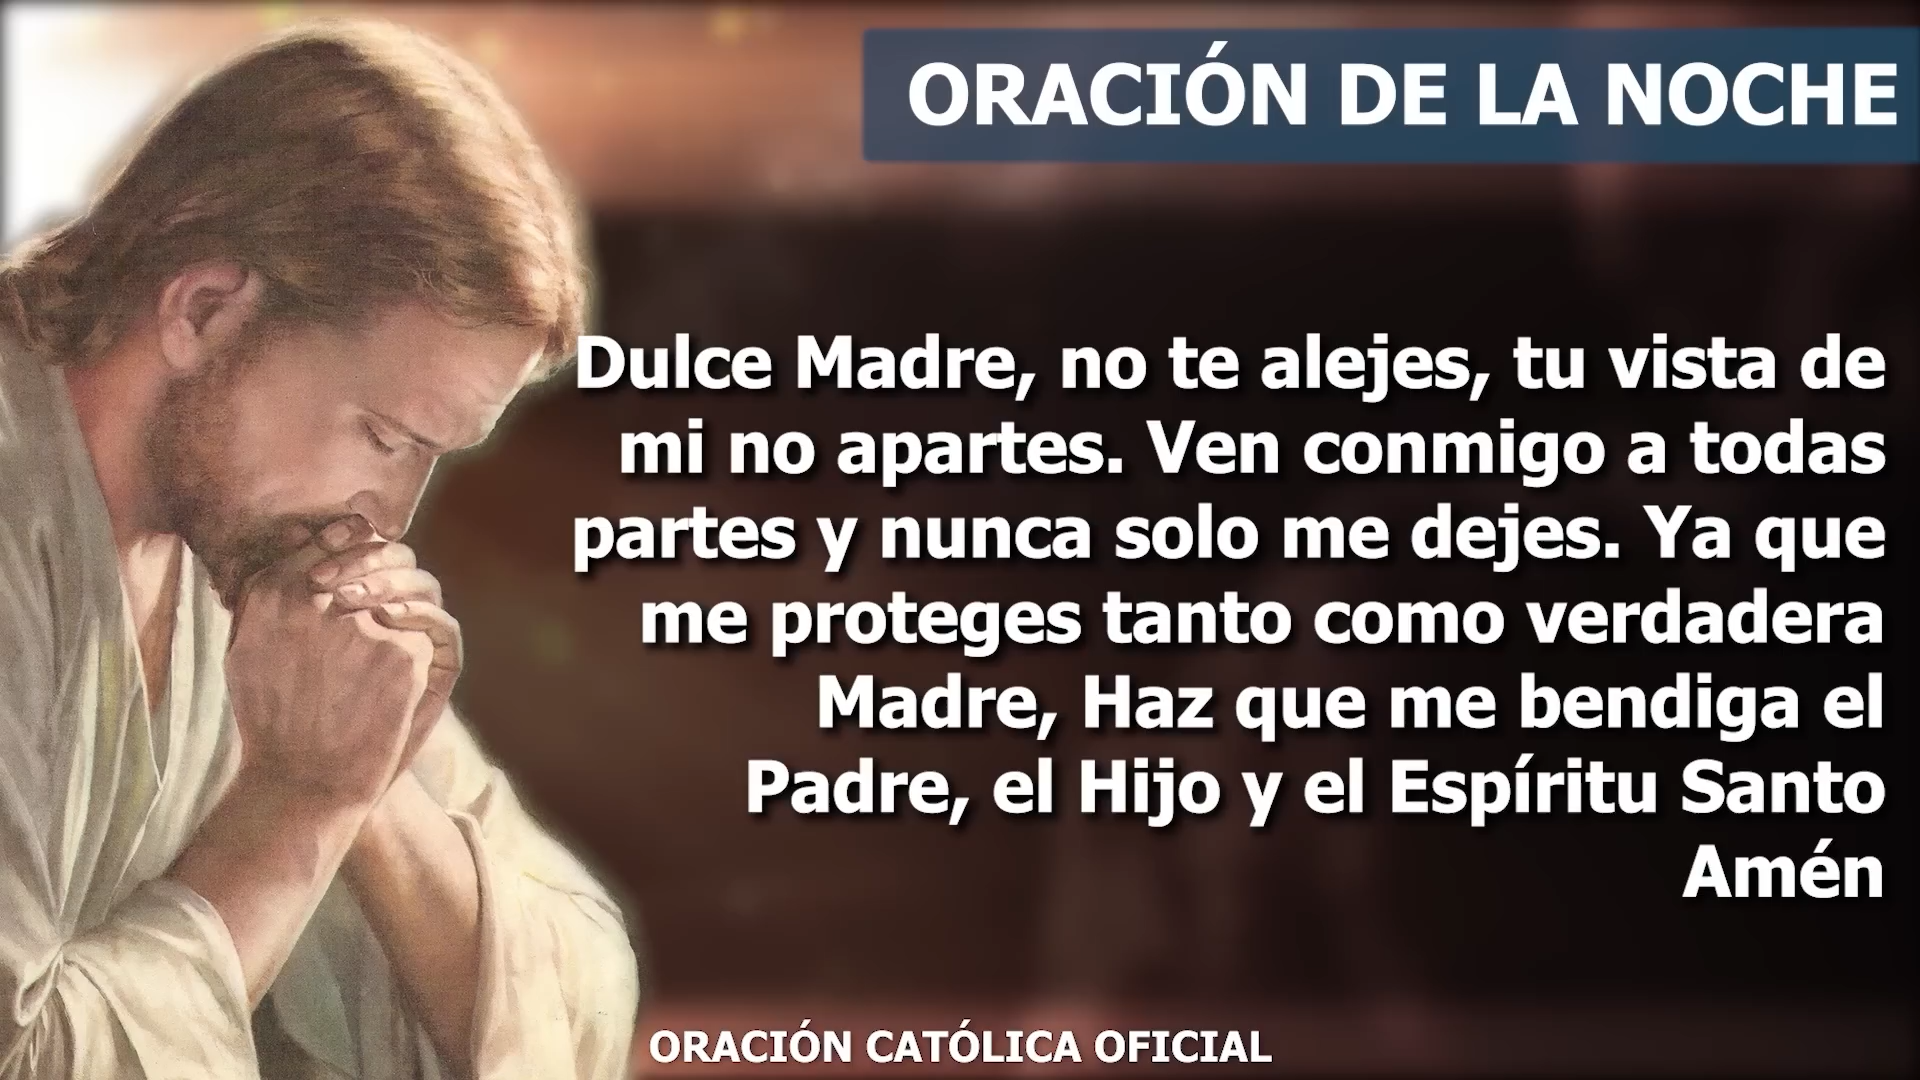 ORACIÓN DE LA NOCHE
Dulce Madre, no te alejes, tu vista de
mi no apartes. Ven conmigo a todas
partes y nunca solo me dejes. Ya que
me proteges tanto como verdadera
Madre, Haz que me bendiga el
Padre, el Hijo y el Espíritu Santo
Amén
ORACIÓN CATÓLICA OFICIAL